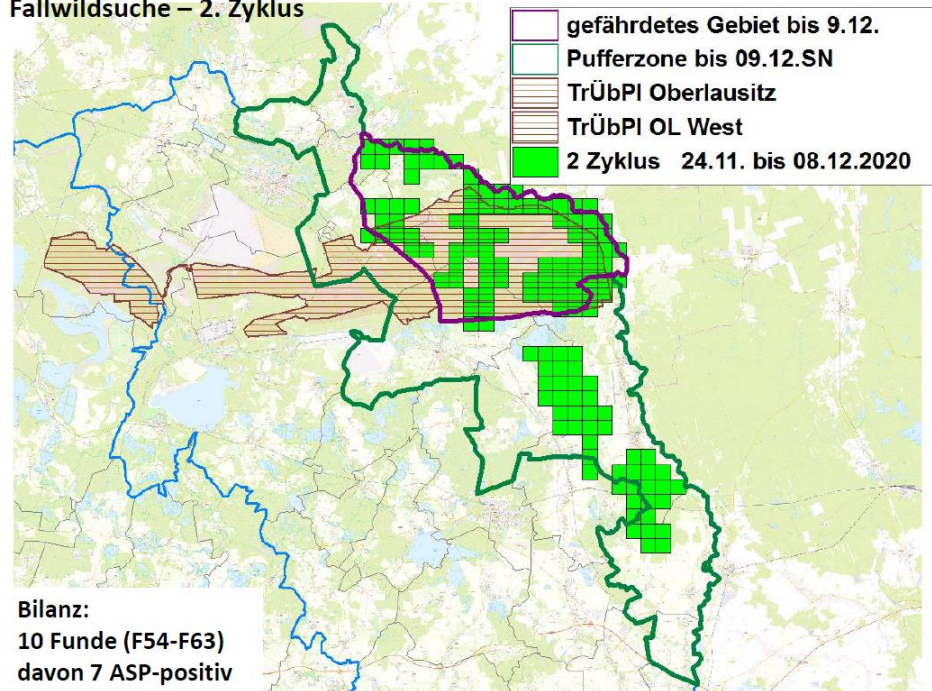 Fallwildsuche – 2. Zyklus
gefährdetes Gebiet bis 9.12.
Pufferzone bis 09.12.SN
TrÜbPl Oberlausitz
TrÜbPl OL West
2 Zyklus 24.11. bis 08.12.2020
Bilanz:
10 Funde (F54-F63)
davon 7 ASP-positiv